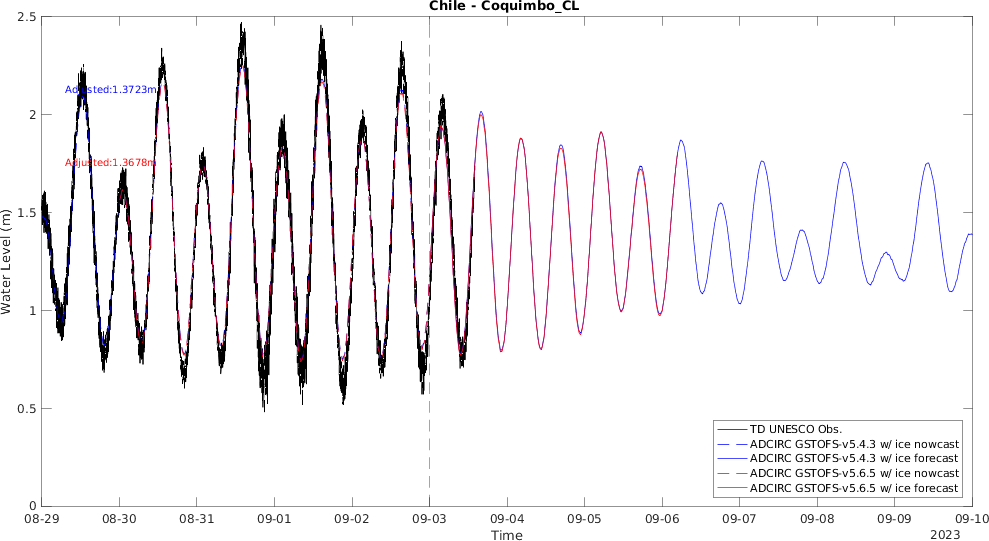 Chile - Coquimbo_CL
2.5
2
1.5
1
0.5
0
Water Level (m)
Adjusted:1.3723m
Adjusted:1.3678m
TD UNESCO Obs.
ADCIRC GSTOFS-v5.4.3 w/ ice nowcast
ADCIRC GSTOFS-v5.4.3 w/ ice forecast
ADCIRC GSTOFS-v5.6.5 w/ ice nowcast
ADCIRC GSTOFS-v5.6.5 w/ ice forecast
08-29 08-30 08-31 09-01 09-02 09-03 09-04 09-05 09-06 09-07 09-08 09-09 09-10
Time
2023